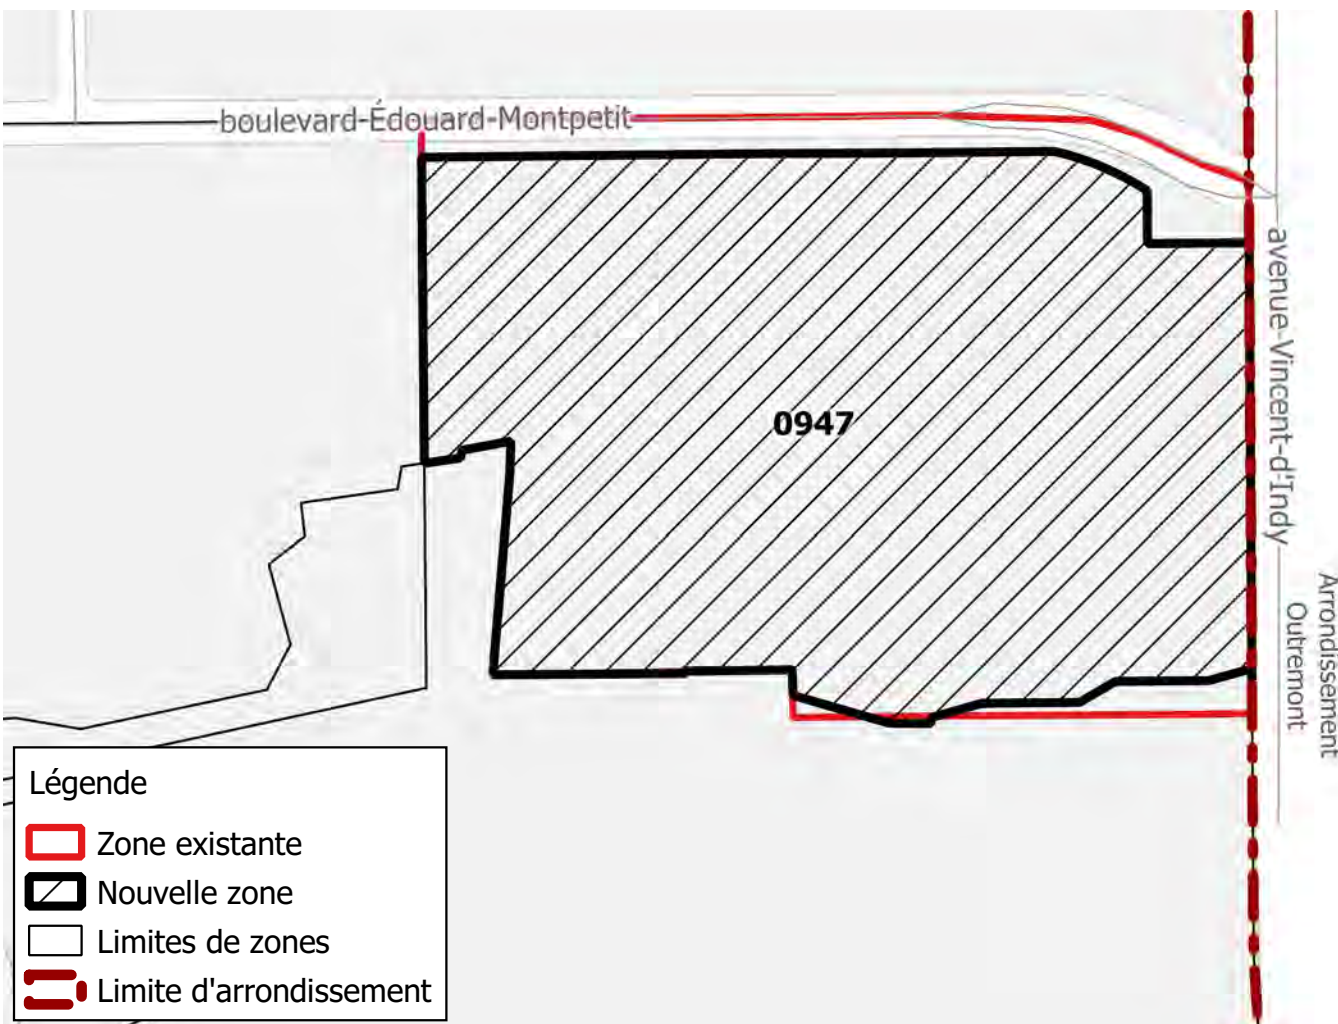 boulevard-Édouard-Montpetit
avenue-Vincent-d'Indy
0947
Arrondissement
Outremont
Légende
Zone existante
Nouvelle zone
Limites de zones
Limite d'arrondissement